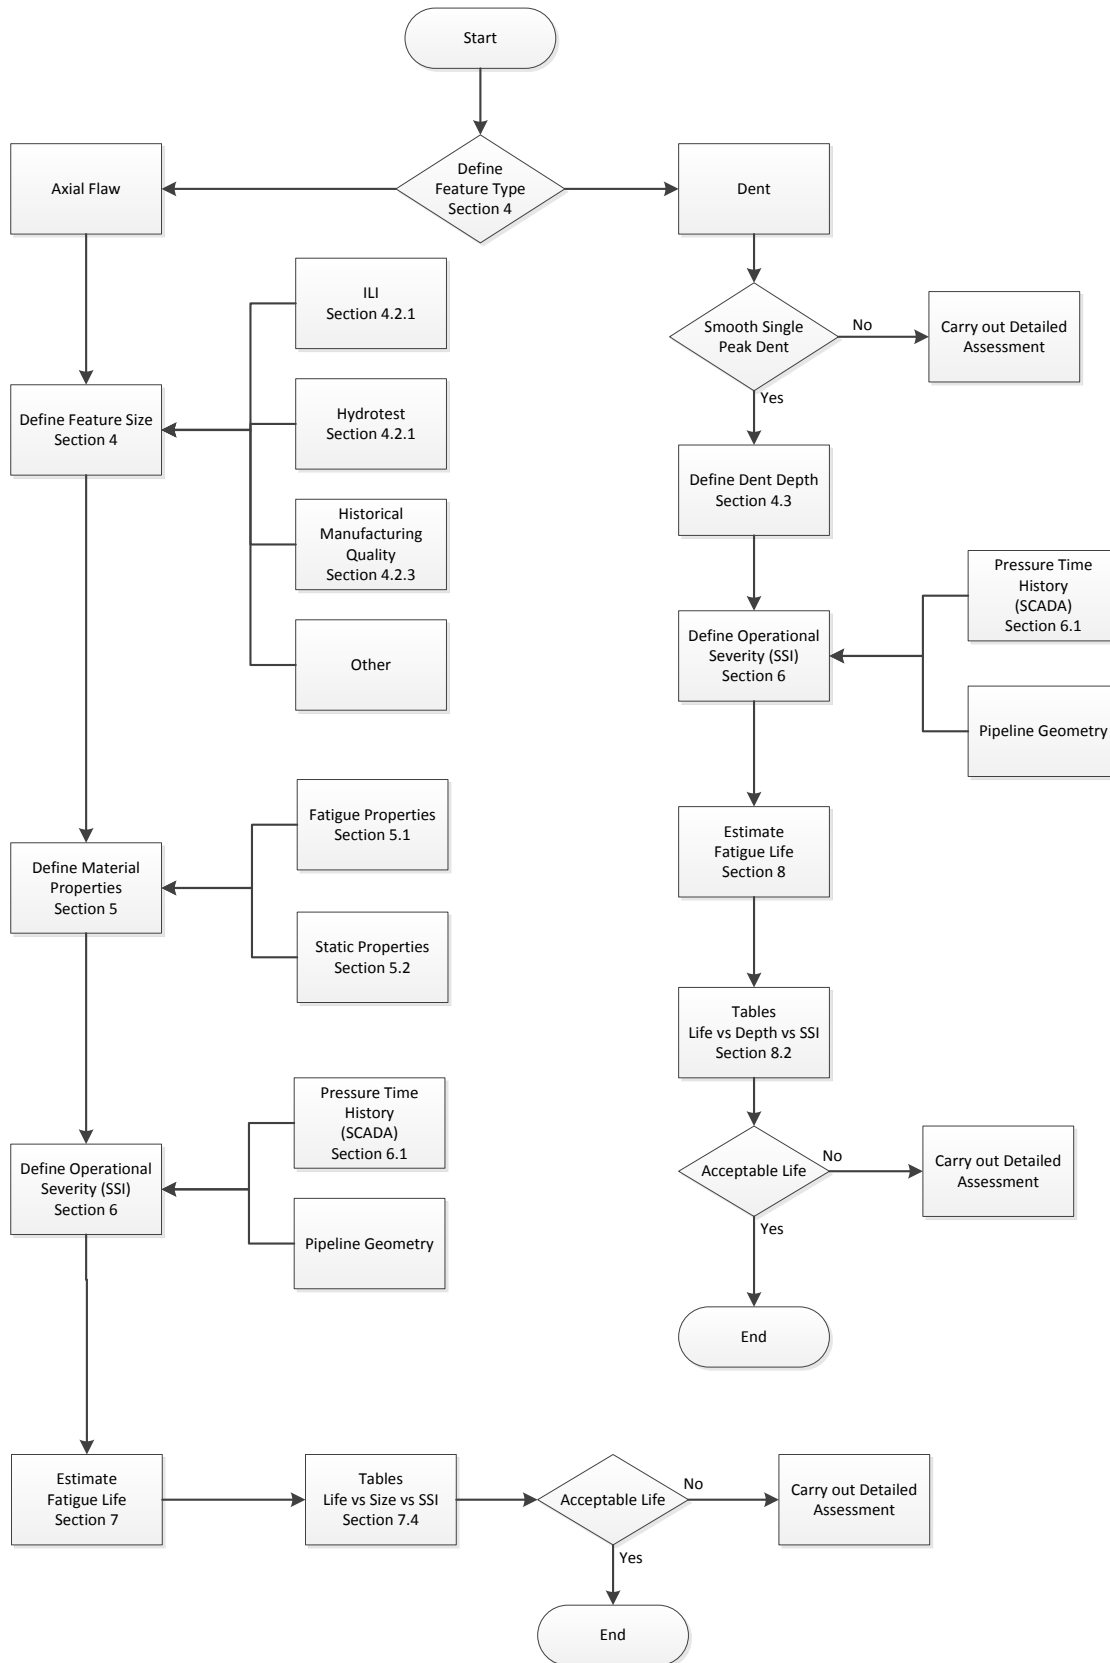 Start
Define
Feature Type
Section 4
Axial Flaw
Dent
ILI
Section 4.2.1
Smooth Single
Peak Dent
No
Carry out Detailed
Assessment
Yes
Define Feature Size
Section 4
Hydrotest
Section 4.2.1
Define Dent Depth
Section 4.3
Historical
Manufacturing
Quality
Section 4.2.3
Pressure Time
History
(SCADA)
Section 6.1
Define Operational
Severity (SSI)
Section 6
Other
Pipeline Geometry
Fatigue Properties
Section 5.1
Estimate
Fatigue Life
Section 8
Define Material
Properties
Section 5
Static Properties
Section 5.2
Tables
Life vs Depth vs SSI
Section 8.2
Pressure Time
History
(SCADA)
Section 6.1
Define Operational
Severity (SSI)
Section 6
Acceptable Life
No
Carry out Detailed
Assessment
Yes
Pipeline Geometry
End
Estimate
Fatigue Life
Section 7
Tables
Life vs Size vs SSI
Section 7.4
Acceptable Life
No
Carry out Detailed
Assessment
Yes
End